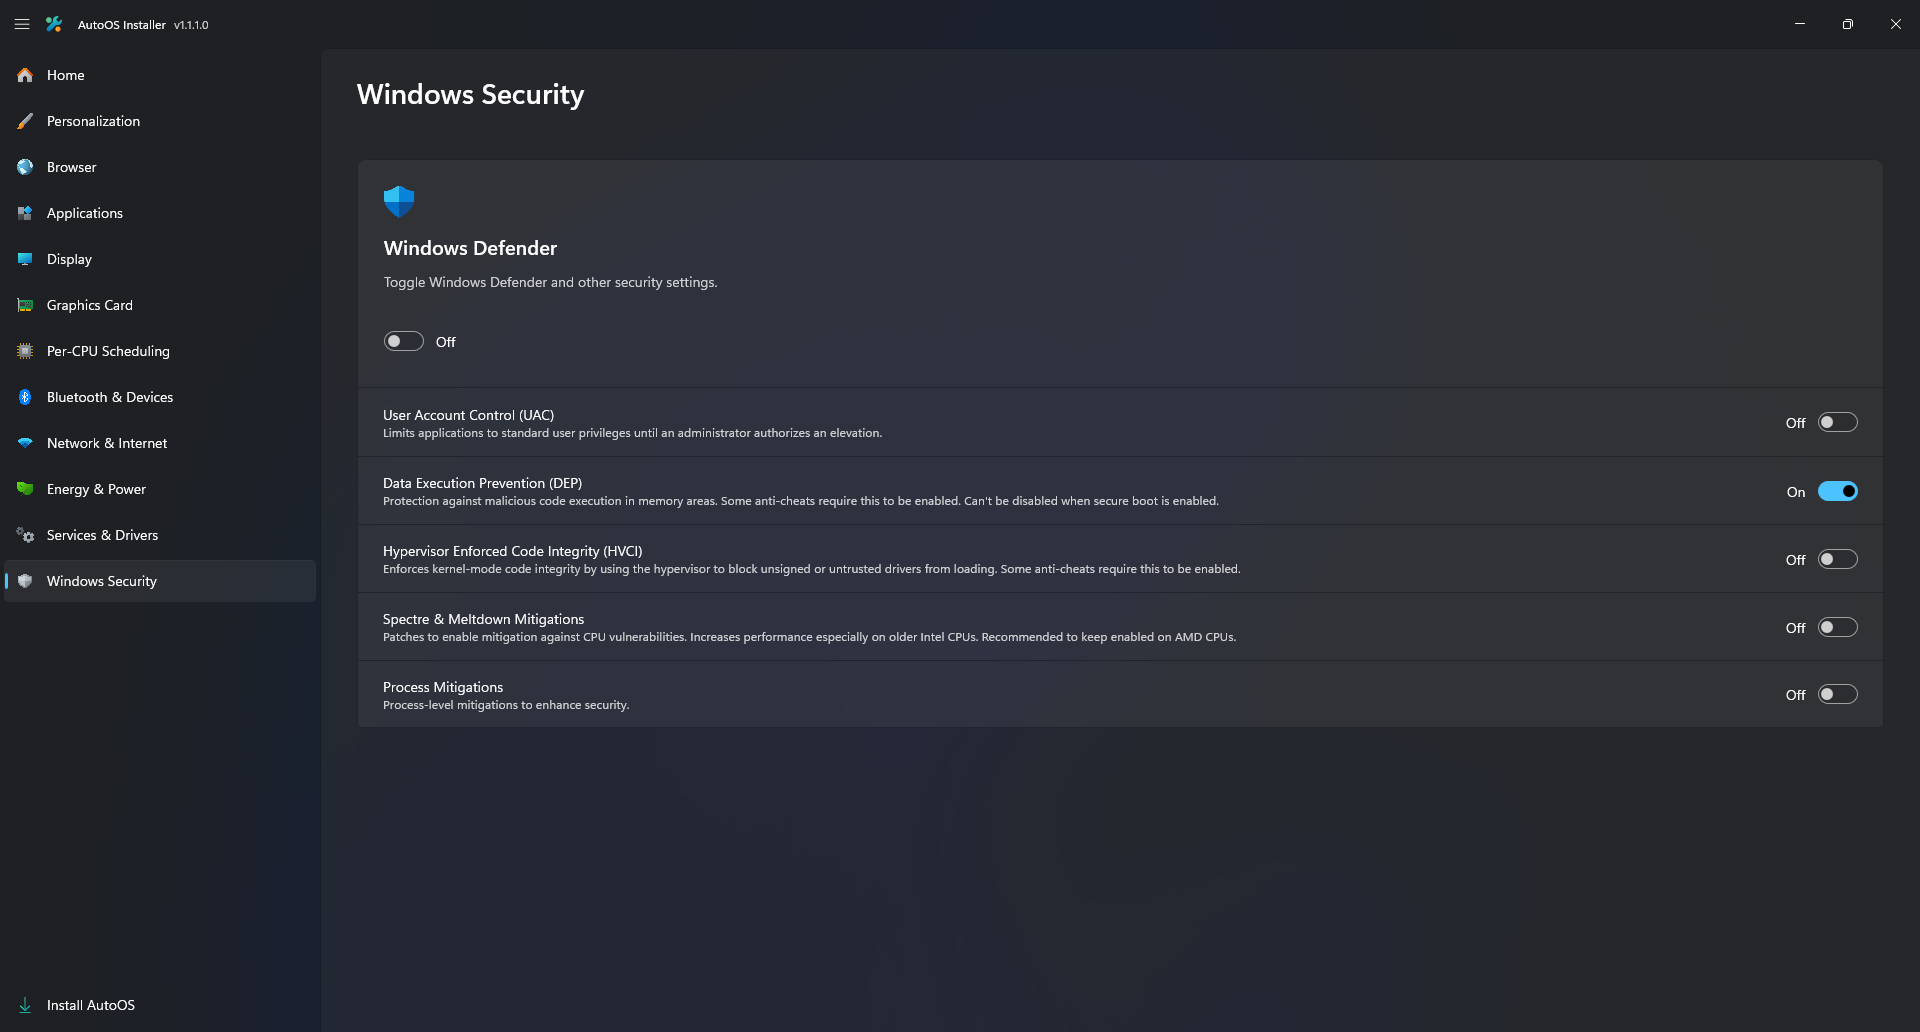 AutoOS Installer v1.1.1.0
Home
Personalization
Browser
Applications
Display
Graphics Card
Per-CPU Scheduling
Bluetooth & Devices
Network & Internet
Energy & Power
Services & Drivers
Windows Security
Install AutoOS
Windows Security
Windows Defender
Toggle Windows Defender and other security settings.
Off
User Account Control (UAC)
Limits applications to standard user privileges until an administrator authorizes an elevation.
Off
Data Execution Prevention (DEP)
Protection against malicious code execution in memory areas. Some anti-cheats require this to be enabled. Can't be disabled when secure boot is enabled.
On
Hypervisor Enforced Code Integrity (HVCI)
Enforces kernel-mode code integrity by using the hypervisor to block unsigned or untrusted drivers from loading. Some anti-cheats require this to be enabled.
Off
Spectre & Meltdown Mitigations
Patches to enable mitigation against CPU vulnerabilities. Increases performance especially on older Intel CPUs. Recommended to keep enabled on AMD CPUs.
Off
Process Mitigations
Process-level mitigations to enhance security.
Off